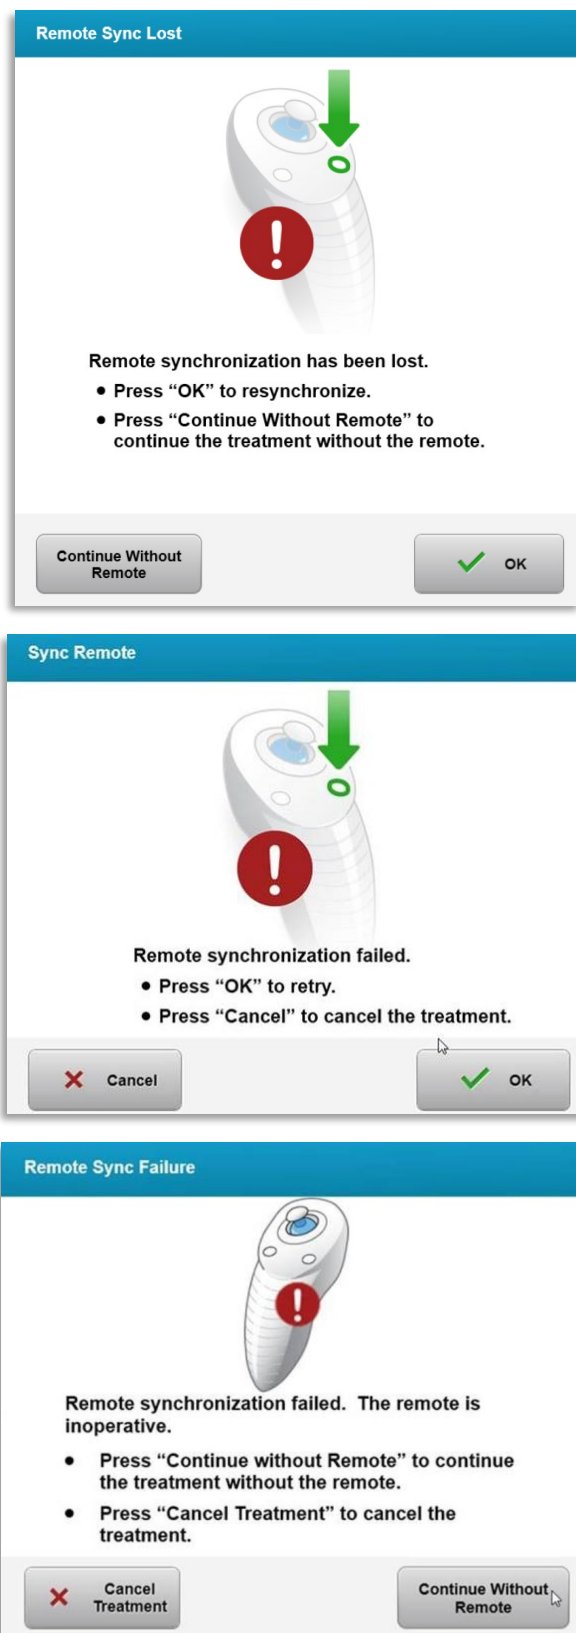 Remote Sync Lost
Remote synchronization has been lost.
• Press “OK” to resynchronize.
• Press “Continue Without Remote” to
continue the treatment without the remote.
Continue Without
Remote
OK
Sync Remote
Remote synchronization failed.
• Press “OK” to retry.
• Press “Cancel” to cancel the treatment.
Cancel
OK
Remote Sync Failure
Remote synchronization failed. The remote is
inoperative.
• Press “Continue without Remote” to continue
the treatment without the remote.
• Press “Cancel Treatment” to cancel the
treatment.
Cancel
Treatment
Continue Without
Remote